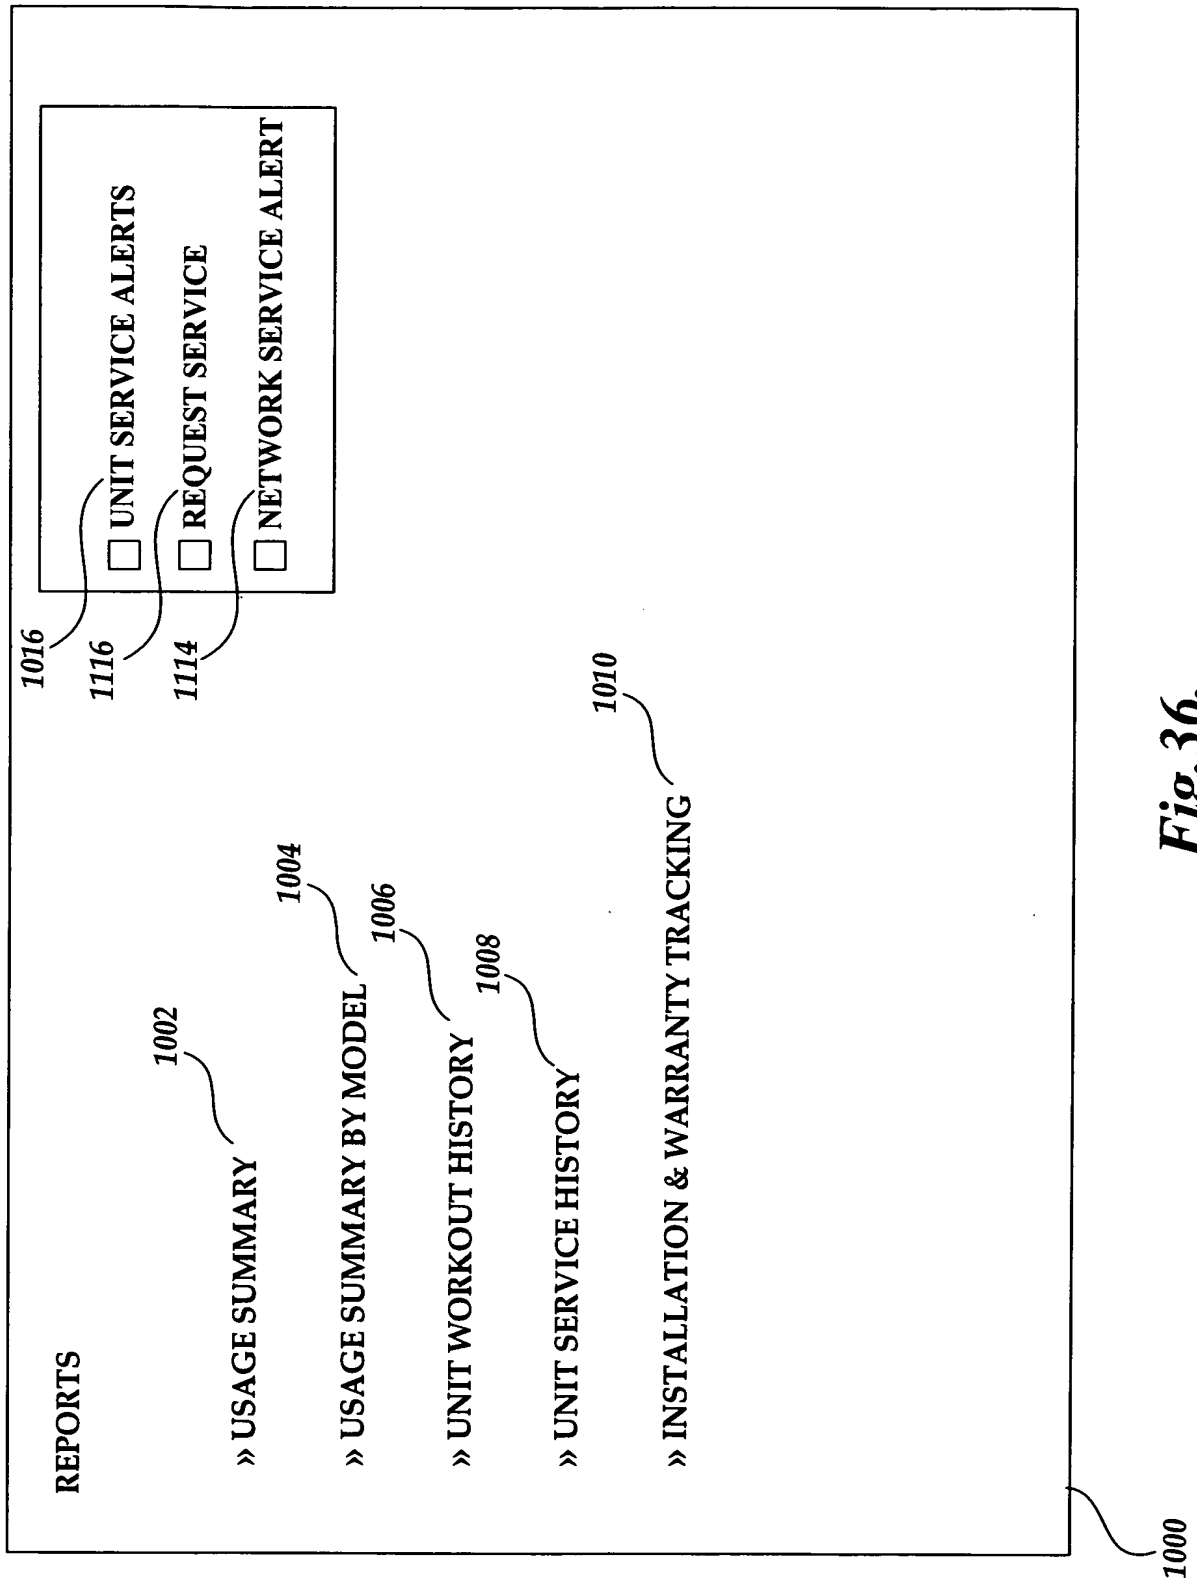 REPORTS
1016
1116
1114
☐ UNIT SERVICE ALERTS
☐ REQUEST SERVICE
☐ NETWORK SERVICE ALERT
1002
» USAGE SUMMARY
1004
» USAGE SUMMARY BY MODEL
1006
» UNIT WORKOUT HISTORY
1008
» UNIT SERVICE HISTORY
1010
» INSTALLATION & WARRANTY TRACKING
1000
Fig.36.